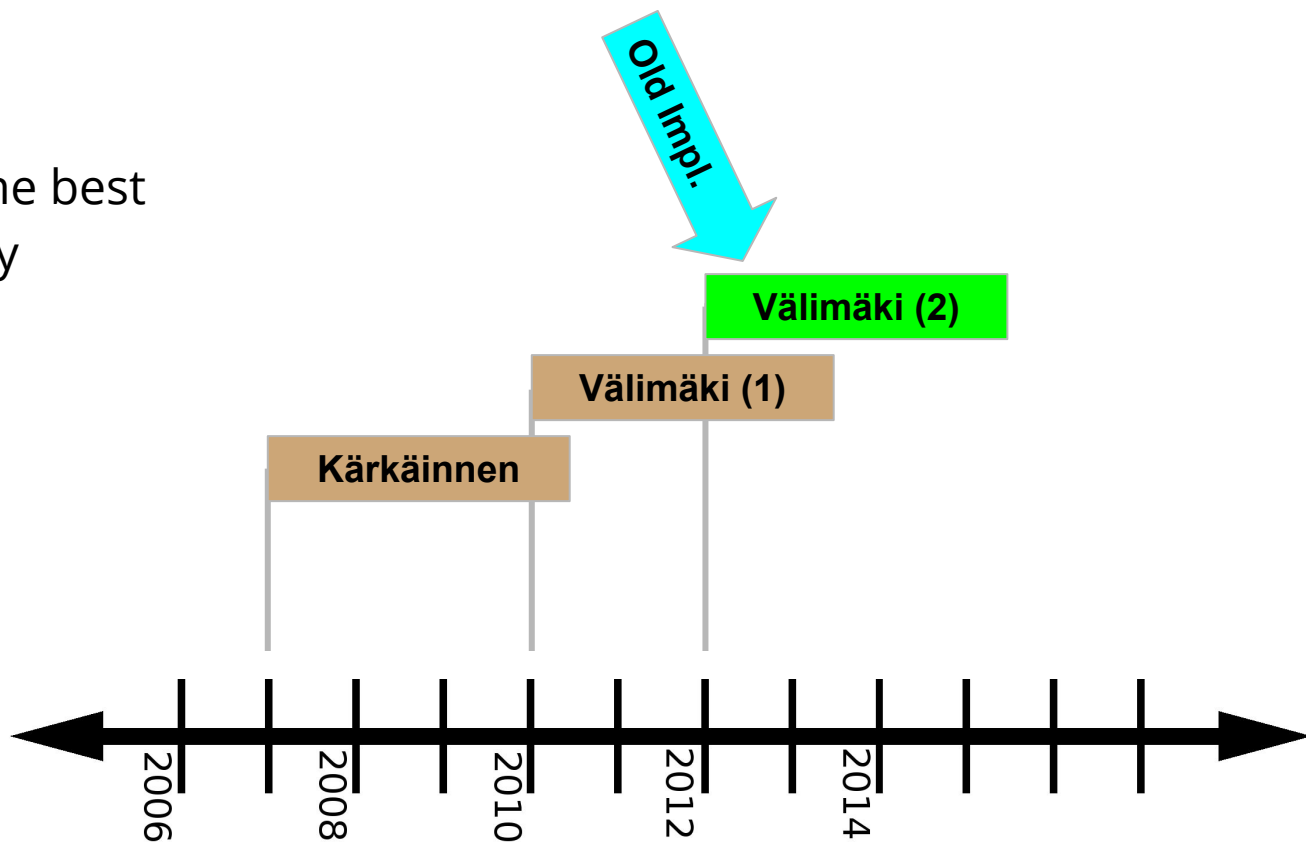 Old Impl.
he best
y
Välimäki (2)
Välimäki (1)
Kärkäinnen
2006
2008
2010
2012
2014